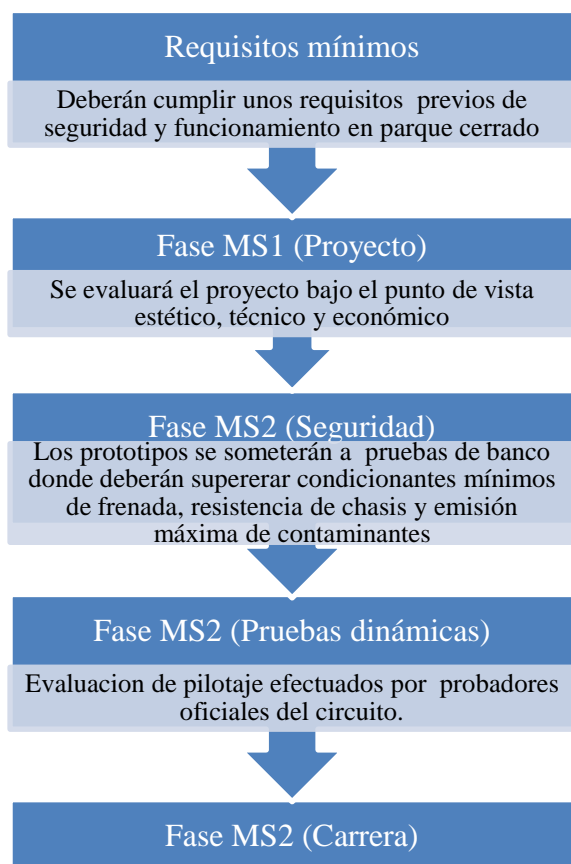 Requisitos mínimos
Deberán cumplir unos requisitos previos de
seguridad y funcionamiento en parque cerrado
Fase MS1 (Proyecto)
Se evaluará el proyecto bajo el punto de vista
estético, técnico y económico
Fase MS2 (Seguridad)
Los prototipos se someterán a pruebas de banco
donde deberán supererar condicionantes mínimos
de frenada, resistencia de chasis y emisión
máxima de contaminantes
Fase MS2 (Pruebas dinámicas)
Evaluacion de pilotaje efectuados por probadores
oficiales del circuito.
Fase MS2 (Carrera)